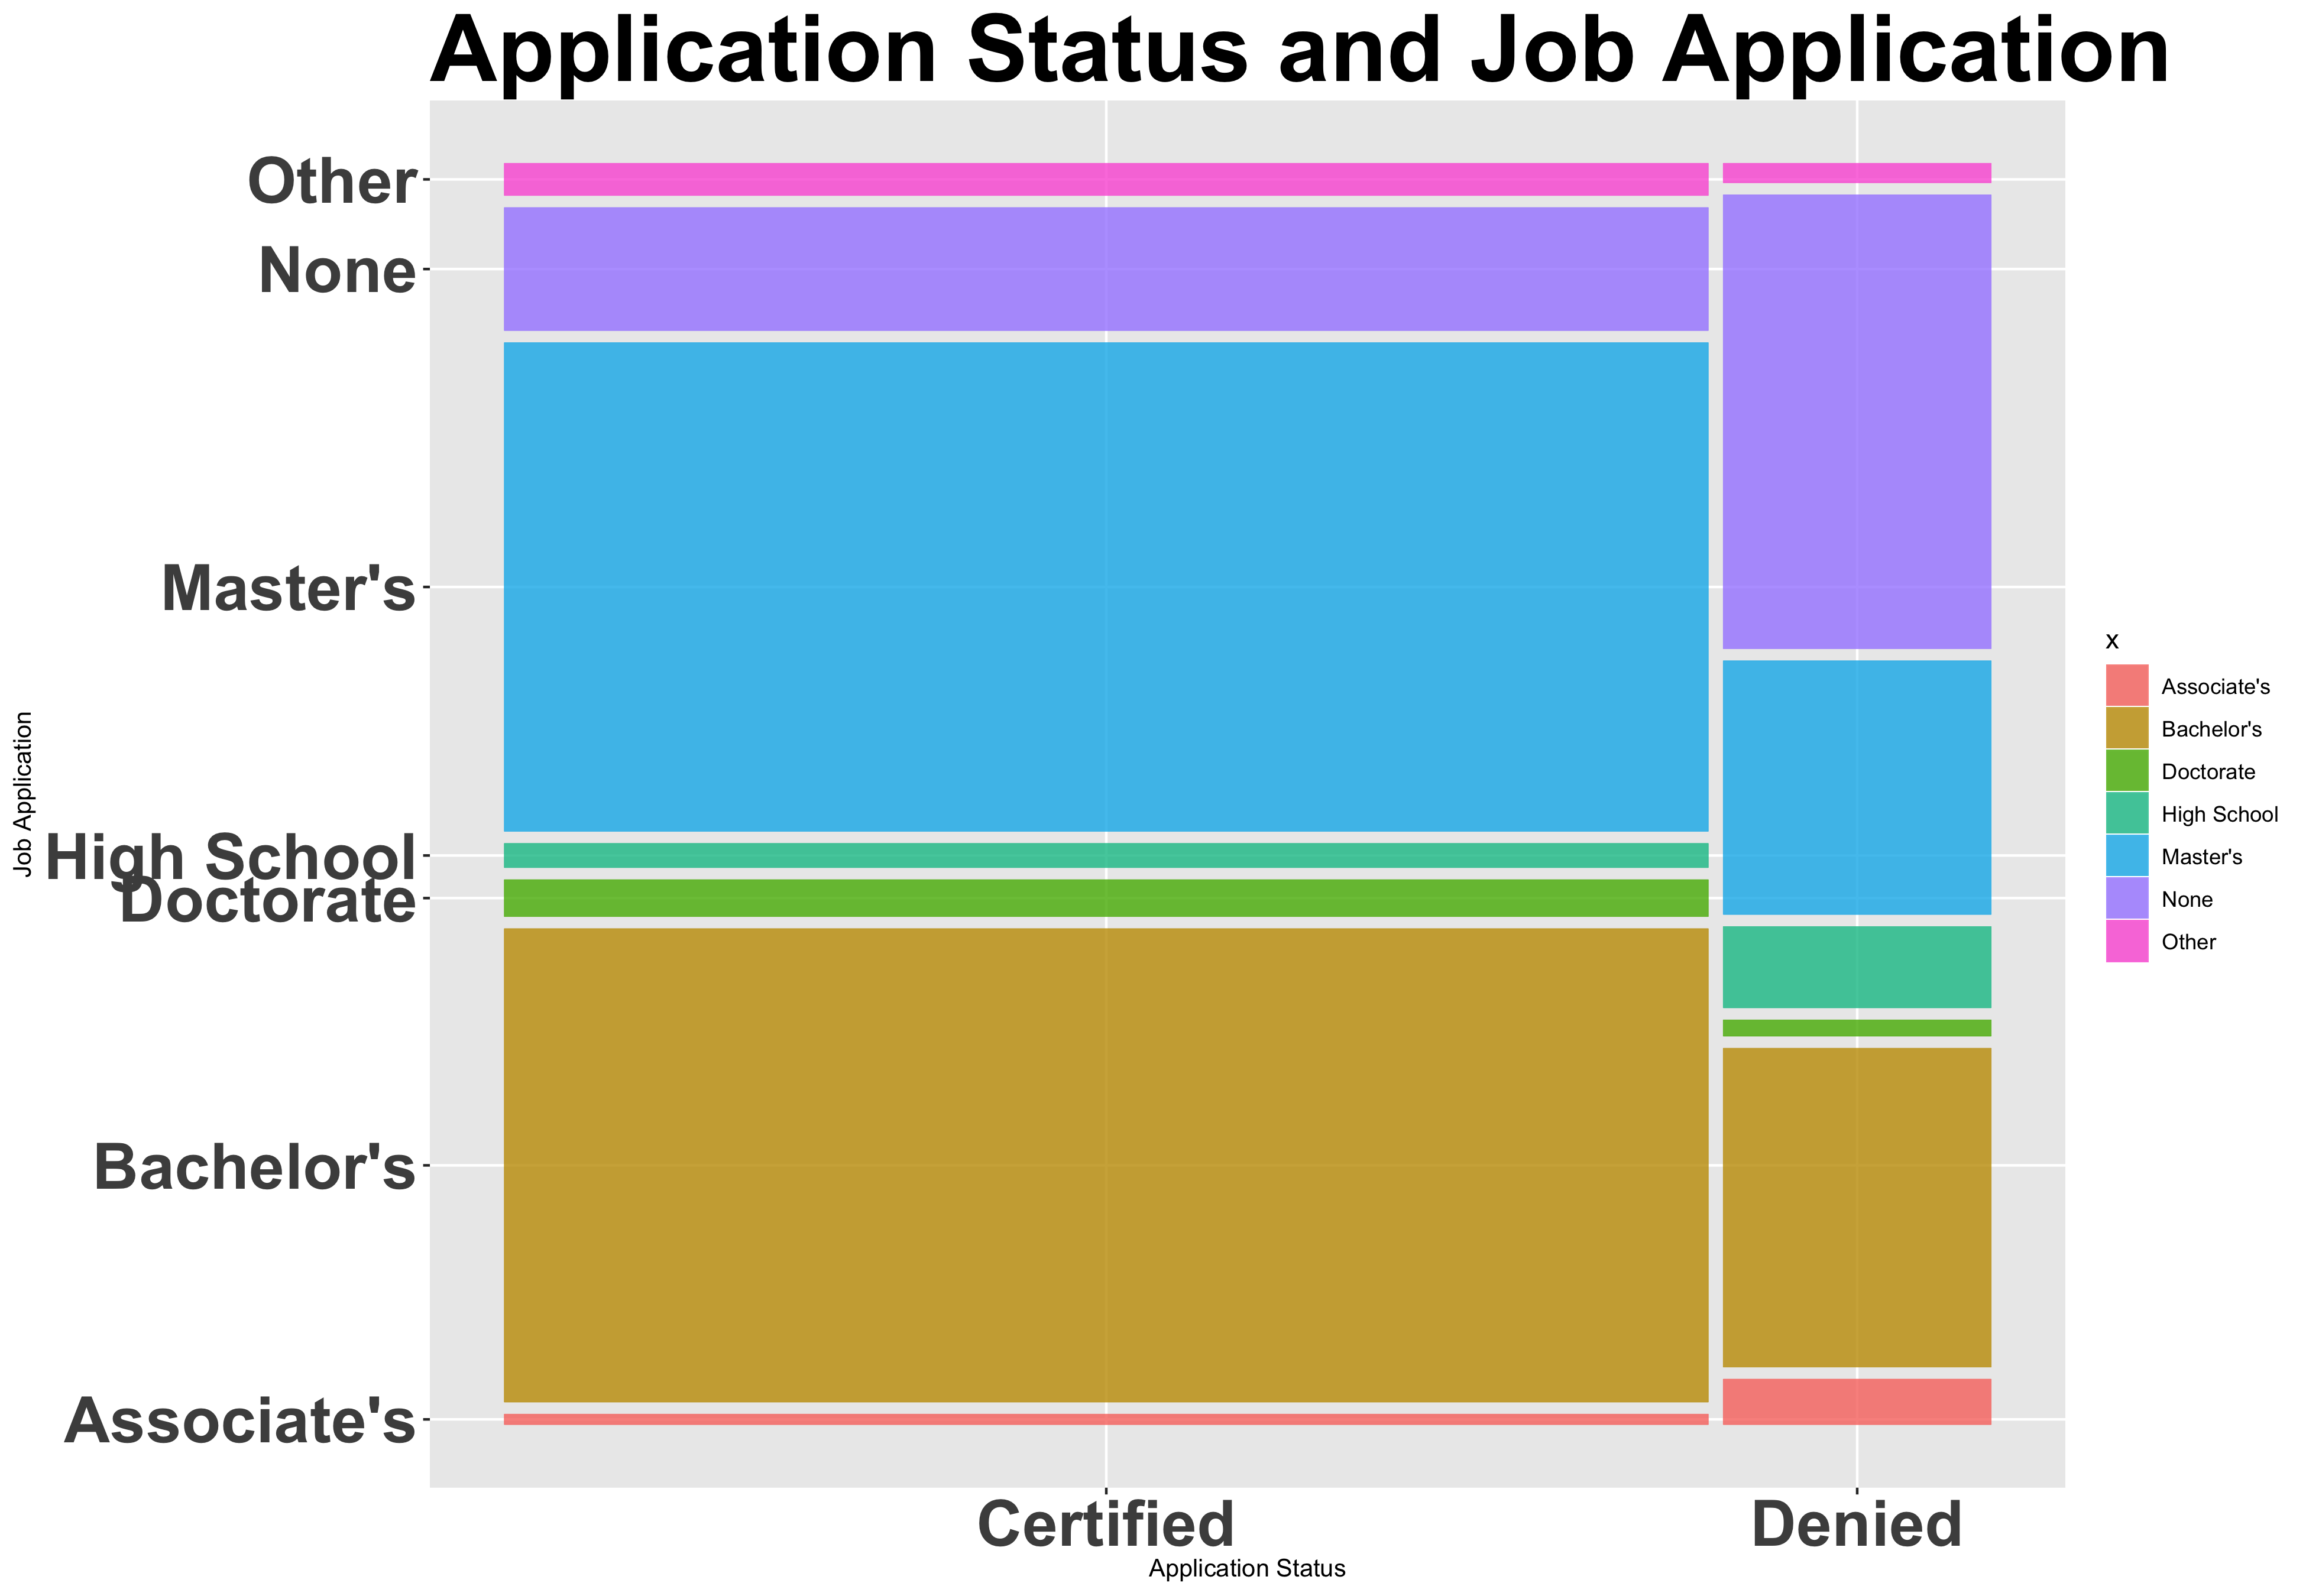 Application Status and Job Application
Other
None
Master's
High School
Doctorate
Bachelor's
Associate's
Job Application
Certified
Denied
Application Status
x
Associate's
Bachelor's
Doctorate
High School
Master's
None
Other